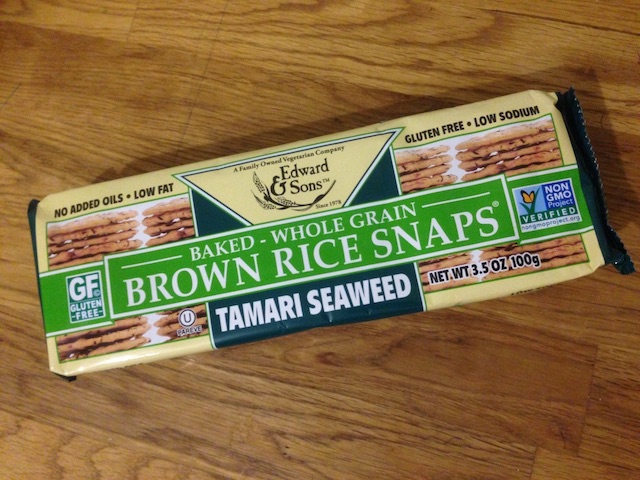 A Family Owned Vegetarian Company
Edward
& Sons™
Since 1978
NO ADDED OILS • LOW FAT
GLUTEN FREE • LOW SODIUM
BAKED - WHOLE GRAIN
BROWN RICE SNAPS®
TAMARI SEAWEED
NET WT 3.5 OZ 100g
GF
GLUTEN
-FREE-
U
PAREVE
NON
GMO
Project
VERIFIED
nongmoproject.org